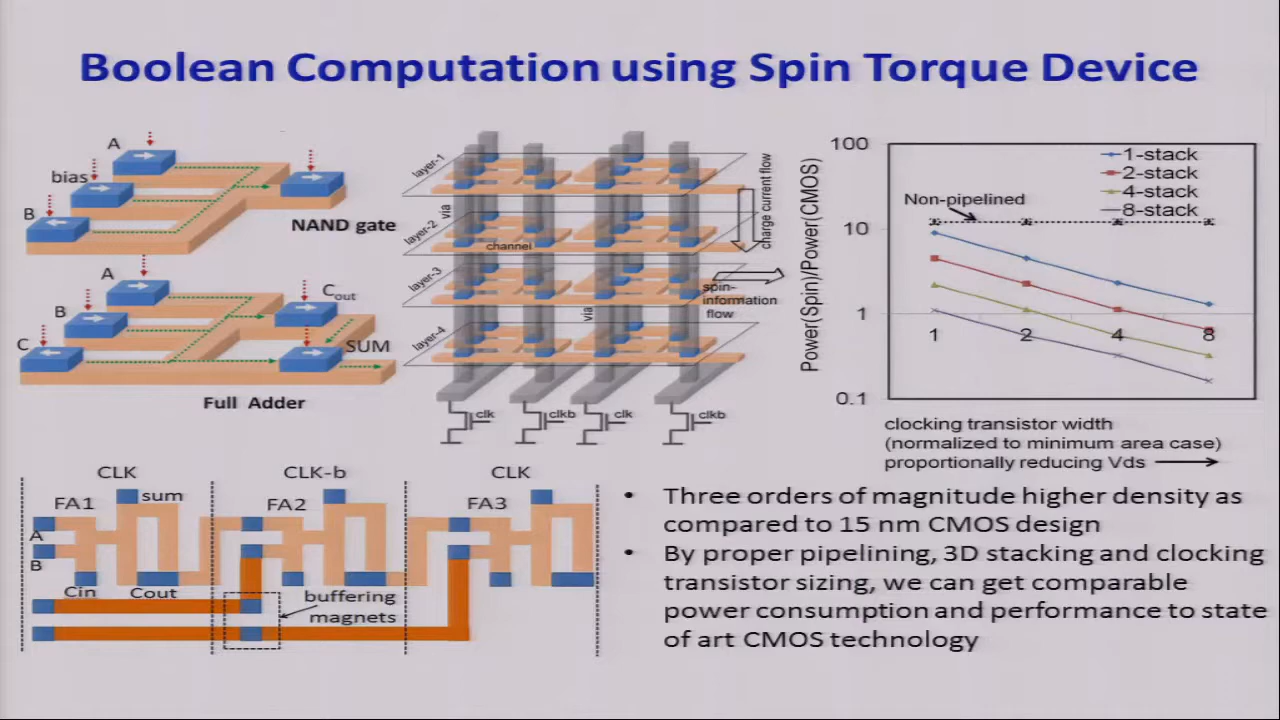 Boolean Computation using Spin Torque Device
A
bias
B
NAND gate
A
B
C
Cout
SUM
Full Adder
layer-1
layer-2
layer-3
layer-4
via
channel
via
charge current flow
spin-
information
flow
clk
clkb
clk
clkb
Power(Spin)/Power(CMOS)
100
10
1
0.1
1-stack
2-stack
4-stack
8-stack
Non-pipelined
1 2 4 8
clocking transistor width
(normalized to minimum area case)
proportionally reducing Vds
CLK CLK-b CLK
FA1 sum FA2 FA3
A
B
Cin Cout
buffering
magnets
• Three orders of magnitude higher density as
compared to 15 nm CMOS design
• By proper pipelining, 3D stacking and clocking
transistor sizing, we can get comparable
power consumption and performance to state
of art CMOS technology